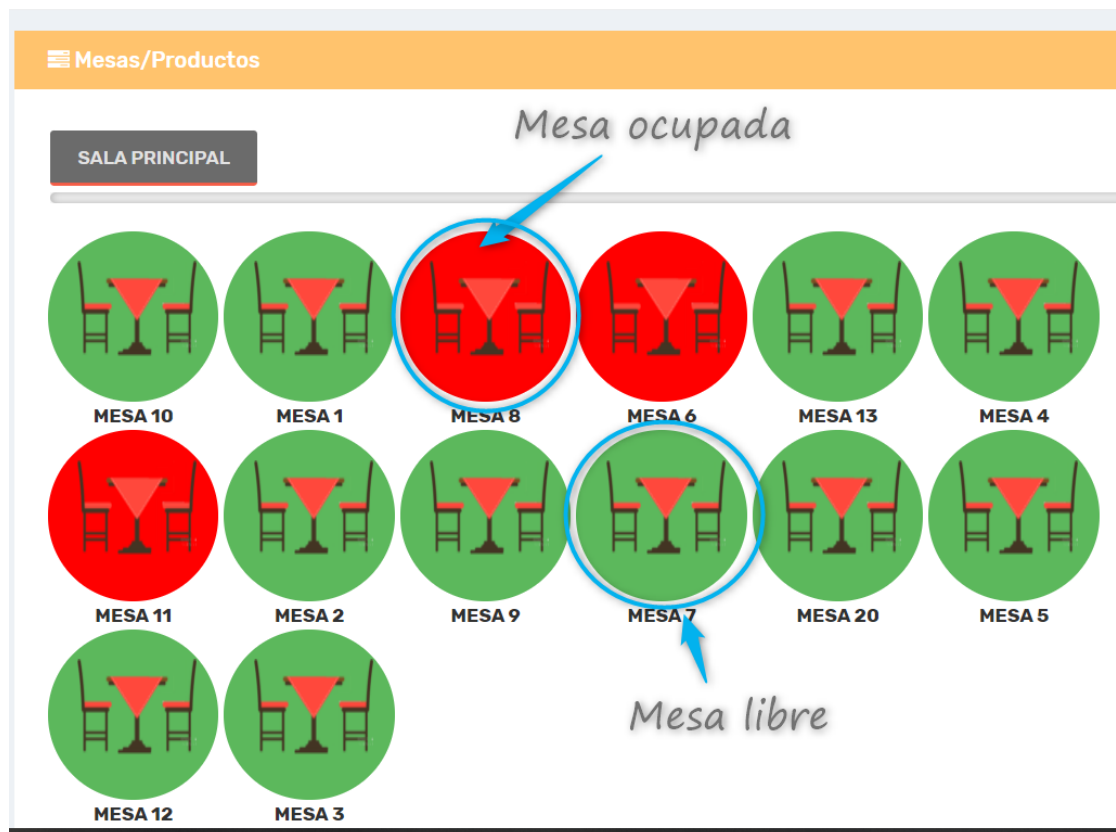 Mesas/Productos
Mesa ocupada
SALA PRINCIPAL
MESA 10 MESA 1 MESA 8 MESA 6 MESA 13 MESA 4
MESA 11 MESA 2 MESA 9 MESA 7 MESA 20 MESA 5
Mesa libre
MESA 12 MESA 3